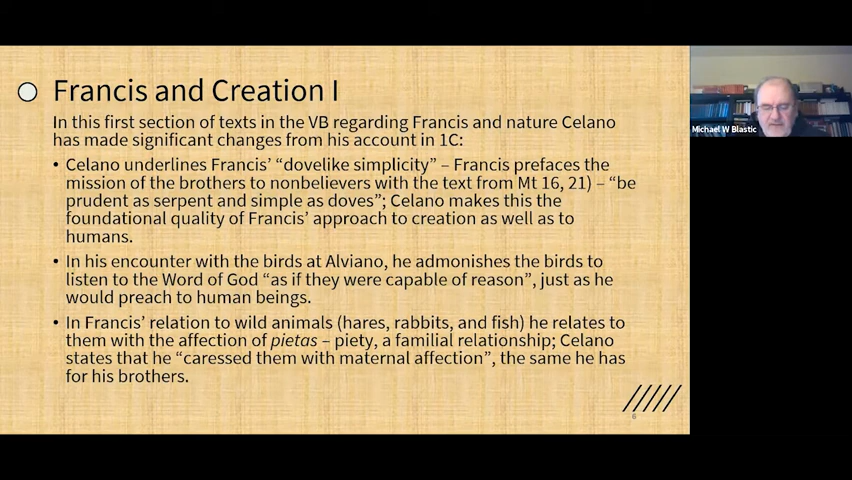 Francis and Creation I
In this first section of texts in the VB regarding Francis and nature Celano
has made significant changes from his account in 1C:
• Celano underlines Francis' “dovelike simplicity” – Francis prefaces the
mission of the brothers to nonbelievers with the text from Mt 16, 21) – “be
prudent as serpent and simple as doves”; Celano makes this the
foundational quality of Francis' approach to creation as well as to
humans.
• In his encounter with the birds at Alviano, he admonishes the birds to
listen to the Word of God “as if they were capable of reason”, just as he
would preach to human beings.
• In Francis' relation to wild animals (hares, rabbits, and fish) he relates to
them with the affection of pietas – piety, a familial relationship; Celano
states that he “caressed them with maternal affection”, the same he has
for his brothers.
6
Michael W Blastic